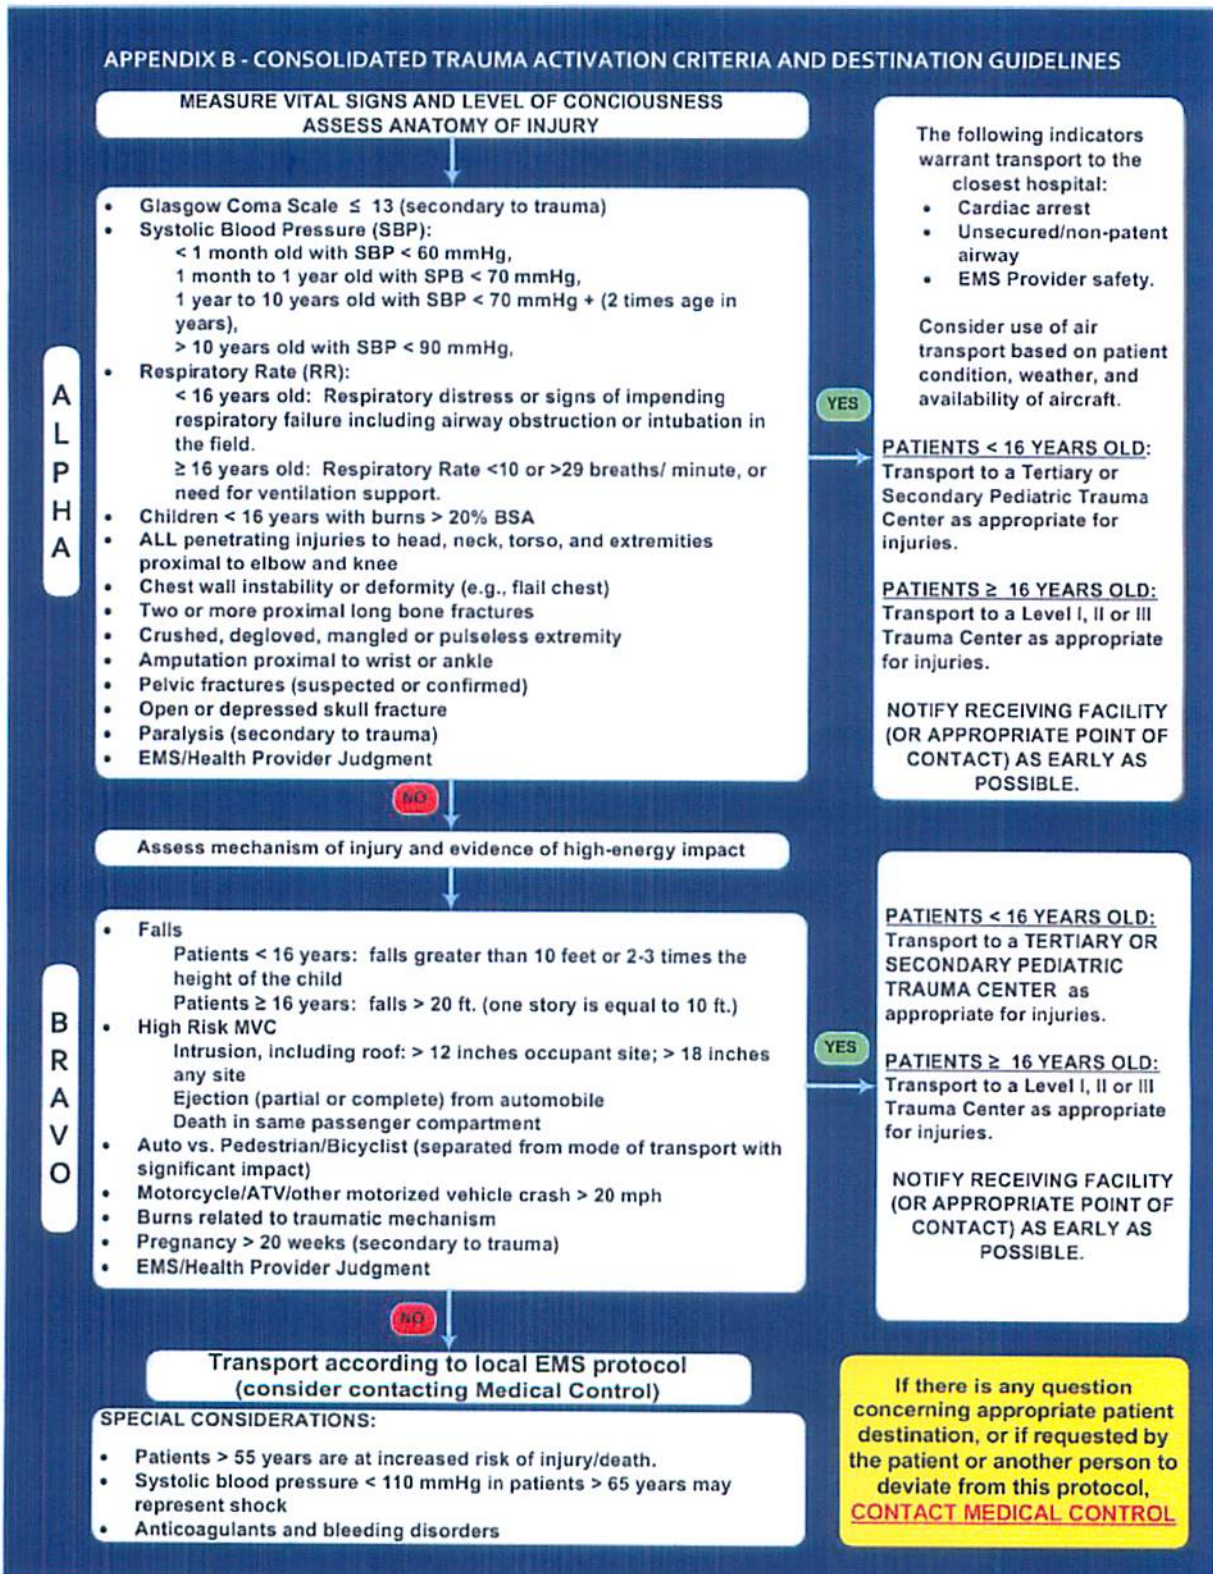 APPENDIX B - CONSOLIDATED TRAUMA ACTIVATION CRITERIA AND DESTINATION GUIDELINES
MEASURE VITAL SIGNS AND LEVEL OF CONCIOUSNESS
ASSESS ANATOMY OF INJURY
A
L
P
H
A
• Glasgow Coma Scale ≤ 13 (secondary to trauma)
• Systolic Blood Pressure (SBP):
< 1 month old with SBP < 60 mmHg,
1 month to 1 year old with SPB < 70 mmHg,
1 year to 10 years old with SBP < 70 mmHg + (2 times age in
years),
> 10 years old with SBP < 90 mmHg,
• Respiratory Rate (RR):
< 16 years old: Respiratory distress or signs of impending
respiratory failure including airway obstruction or intubation in
the field.
≥ 16 years old: Respiratory Rate <10 or >29 breaths/ minute, or
need for ventilation support.
• Children < 16 years with burns > 20% BSA
• ALL penetrating injuries to head, neck, torso, and extremities
proximal to elbow and knee
• Chest wall instability or deformity (e.g., flail chest)
• Two or more proximal long bone fractures
• Crushed, degloved, mangled or pulseless extremity
• Amputation proximal to wrist or ankle
• Pelvic fractures (suspected or confirmed)
• Open or depressed skull fracture
• Paralysis (secondary to trauma)
• EMS/Health Provider Judgment
YES
The following indicators
warrant transport to the
closest hospital:
• Cardiac arrest
• Unsecured/non-patent
airway
• EMS Provider safety.
Consider use of air
transport based on patient
condition, weather, and
availability of aircraft.
PATIENTS < 16 YEARS OLD:
Transport to a Tertiary or
Secondary Pediatric Trauma
Center as appropriate for
injuries.
PATIENTS ≥ 16 YEARS OLD:
Transport to a Level I, II or III
Trauma Center as appropriate
for injuries.
NOTIFY RECEIVING FACILITY
(OR APPROPRIATE POINT OF
CONTACT) AS EARLY AS
POSSIBLE.
NO
Assess mechanism of injury and evidence of high-energy impact
B
R
A
V
O
• Falls
Patients < 16 years: falls greater than 10 feet or 2-3 times the
height of the child
Patients ≥ 16 years: falls > 20 ft. (one story is equal to 10 ft.)
• High Risk MVC
Intrusion, including roof: > 12 inches occupant site; > 18 inches
any site
Ejection (partial or complete) from automobile
Death in same passenger compartment
• Auto vs. Pedestrian/Bicyclist (separated from mode of transport with
significant impact)
• Motorcycle/ATV/other motorized vehicle crash > 20 mph
• Burns related to traumatic mechanism
• Pregnancy > 20 weeks (secondary to trauma)
• EMS/Health Provider Judgment
YES
PATIENTS < 16 YEARS OLD:
Transport to a TERTIARY OR
SECONDARY PEDIATRIC
TRAUMA CENTER as
appropriate for injuries.
PATIENTS ≥ 16 YEARS OLD:
Transport to a Level I, II or III
Trauma Center as appropriate
for injuries.
NOTIFY RECEIVING FACILITY
(OR APPROPRIATE POINT OF
CONTACT) AS EARLY AS
POSSIBLE.
NO
Transport according to local EMS protocol
(consider contacting Medical Control)
SPECIAL CONSIDERATIONS:
• Patients > 55 years are at increased risk of injury/death.
• Systolic blood pressure < 110 mmHg in patients > 65 years may
represent shock
• Anticoagulants and bleeding disorders
If there is any question
concerning appropriate patient
destination, or if requested by
the patient or another person to
deviate from this protocol,
CONTACT MEDICAL CONTROL